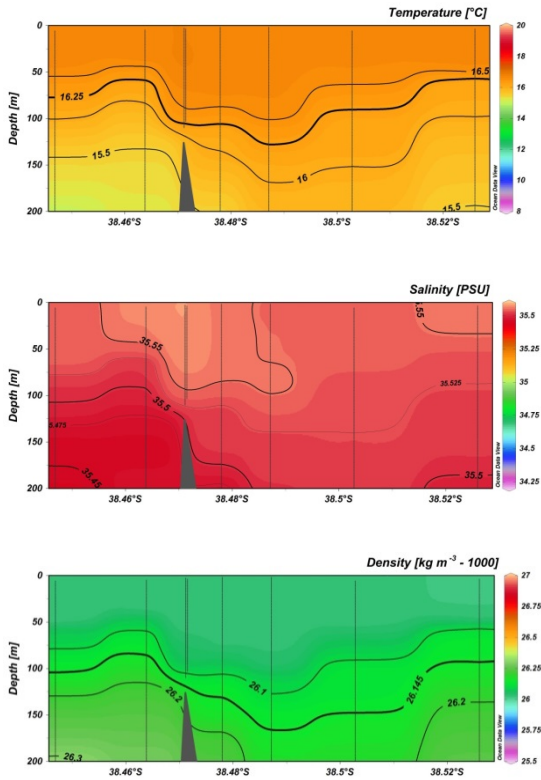 Temperature [°C]
0
50
100
150
200
Depth [m]
16.25
15.5
16
16.5
15.5
38.46°S
38.48°S
38.5°S
38.52°S
20
18
16
14
12
10
8
Ocean Data View
Salinity [PSU]
0
50
100
150
200
Depth [m]
35.55
35.5
35.475
35.45
35.525
35.5
38.46°S
38.48°S
38.5°S
38.52°S
35.5
35.25
35
34.75
34.5
34.25
Ocean Data View
Density [kg m⁻³ - 1000]
0
50
100
150
200
Depth [m]
26.1
26.2
26.3
26.145
26.2
38.46°S
38.48°S
38.5°S
38.52°S
27
26.75
26.5
26.25
26
25.75
25.5
Ocean Data View